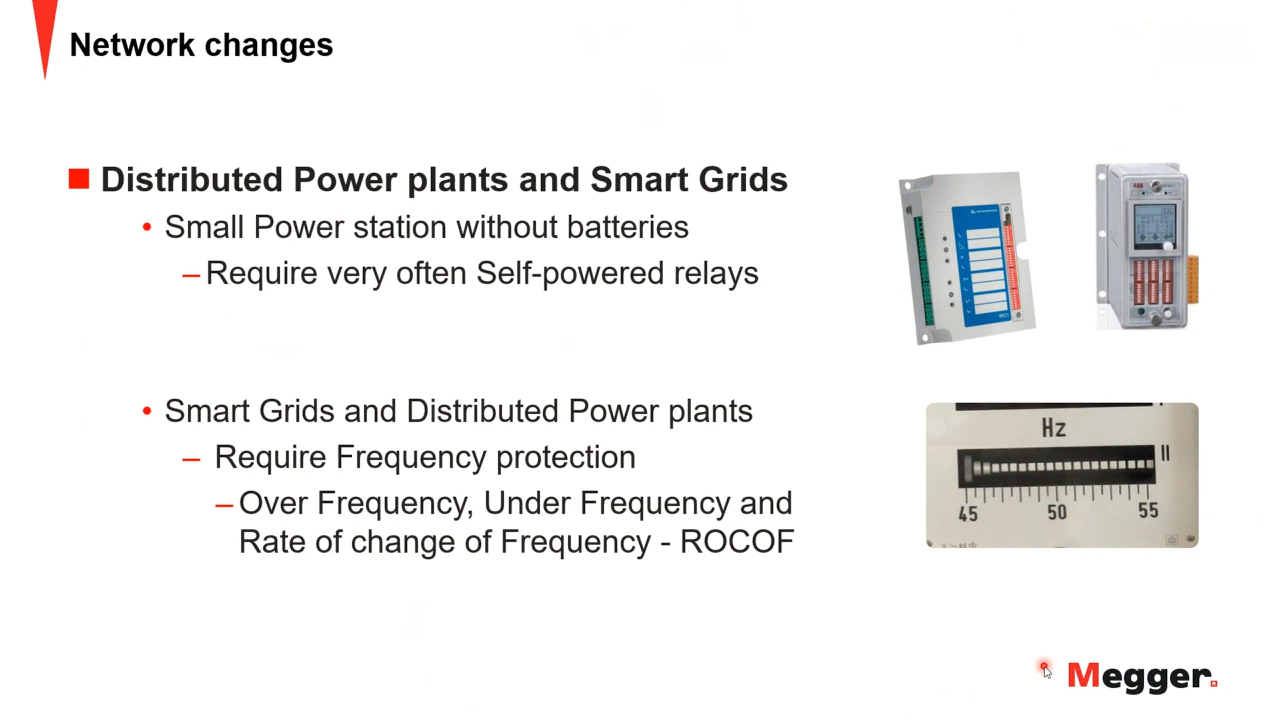 Network changes
Distributed Power plants and Smart Grids
Small Power station without batteries
Require very often Self-powered relays
Smart Grids and Distributed Power plants
Require Frequency protection
Over Frequency, Under Frequency and
Rate of change of Frequency - ROCOF
ABB
Hz
45 50 55
Megger.